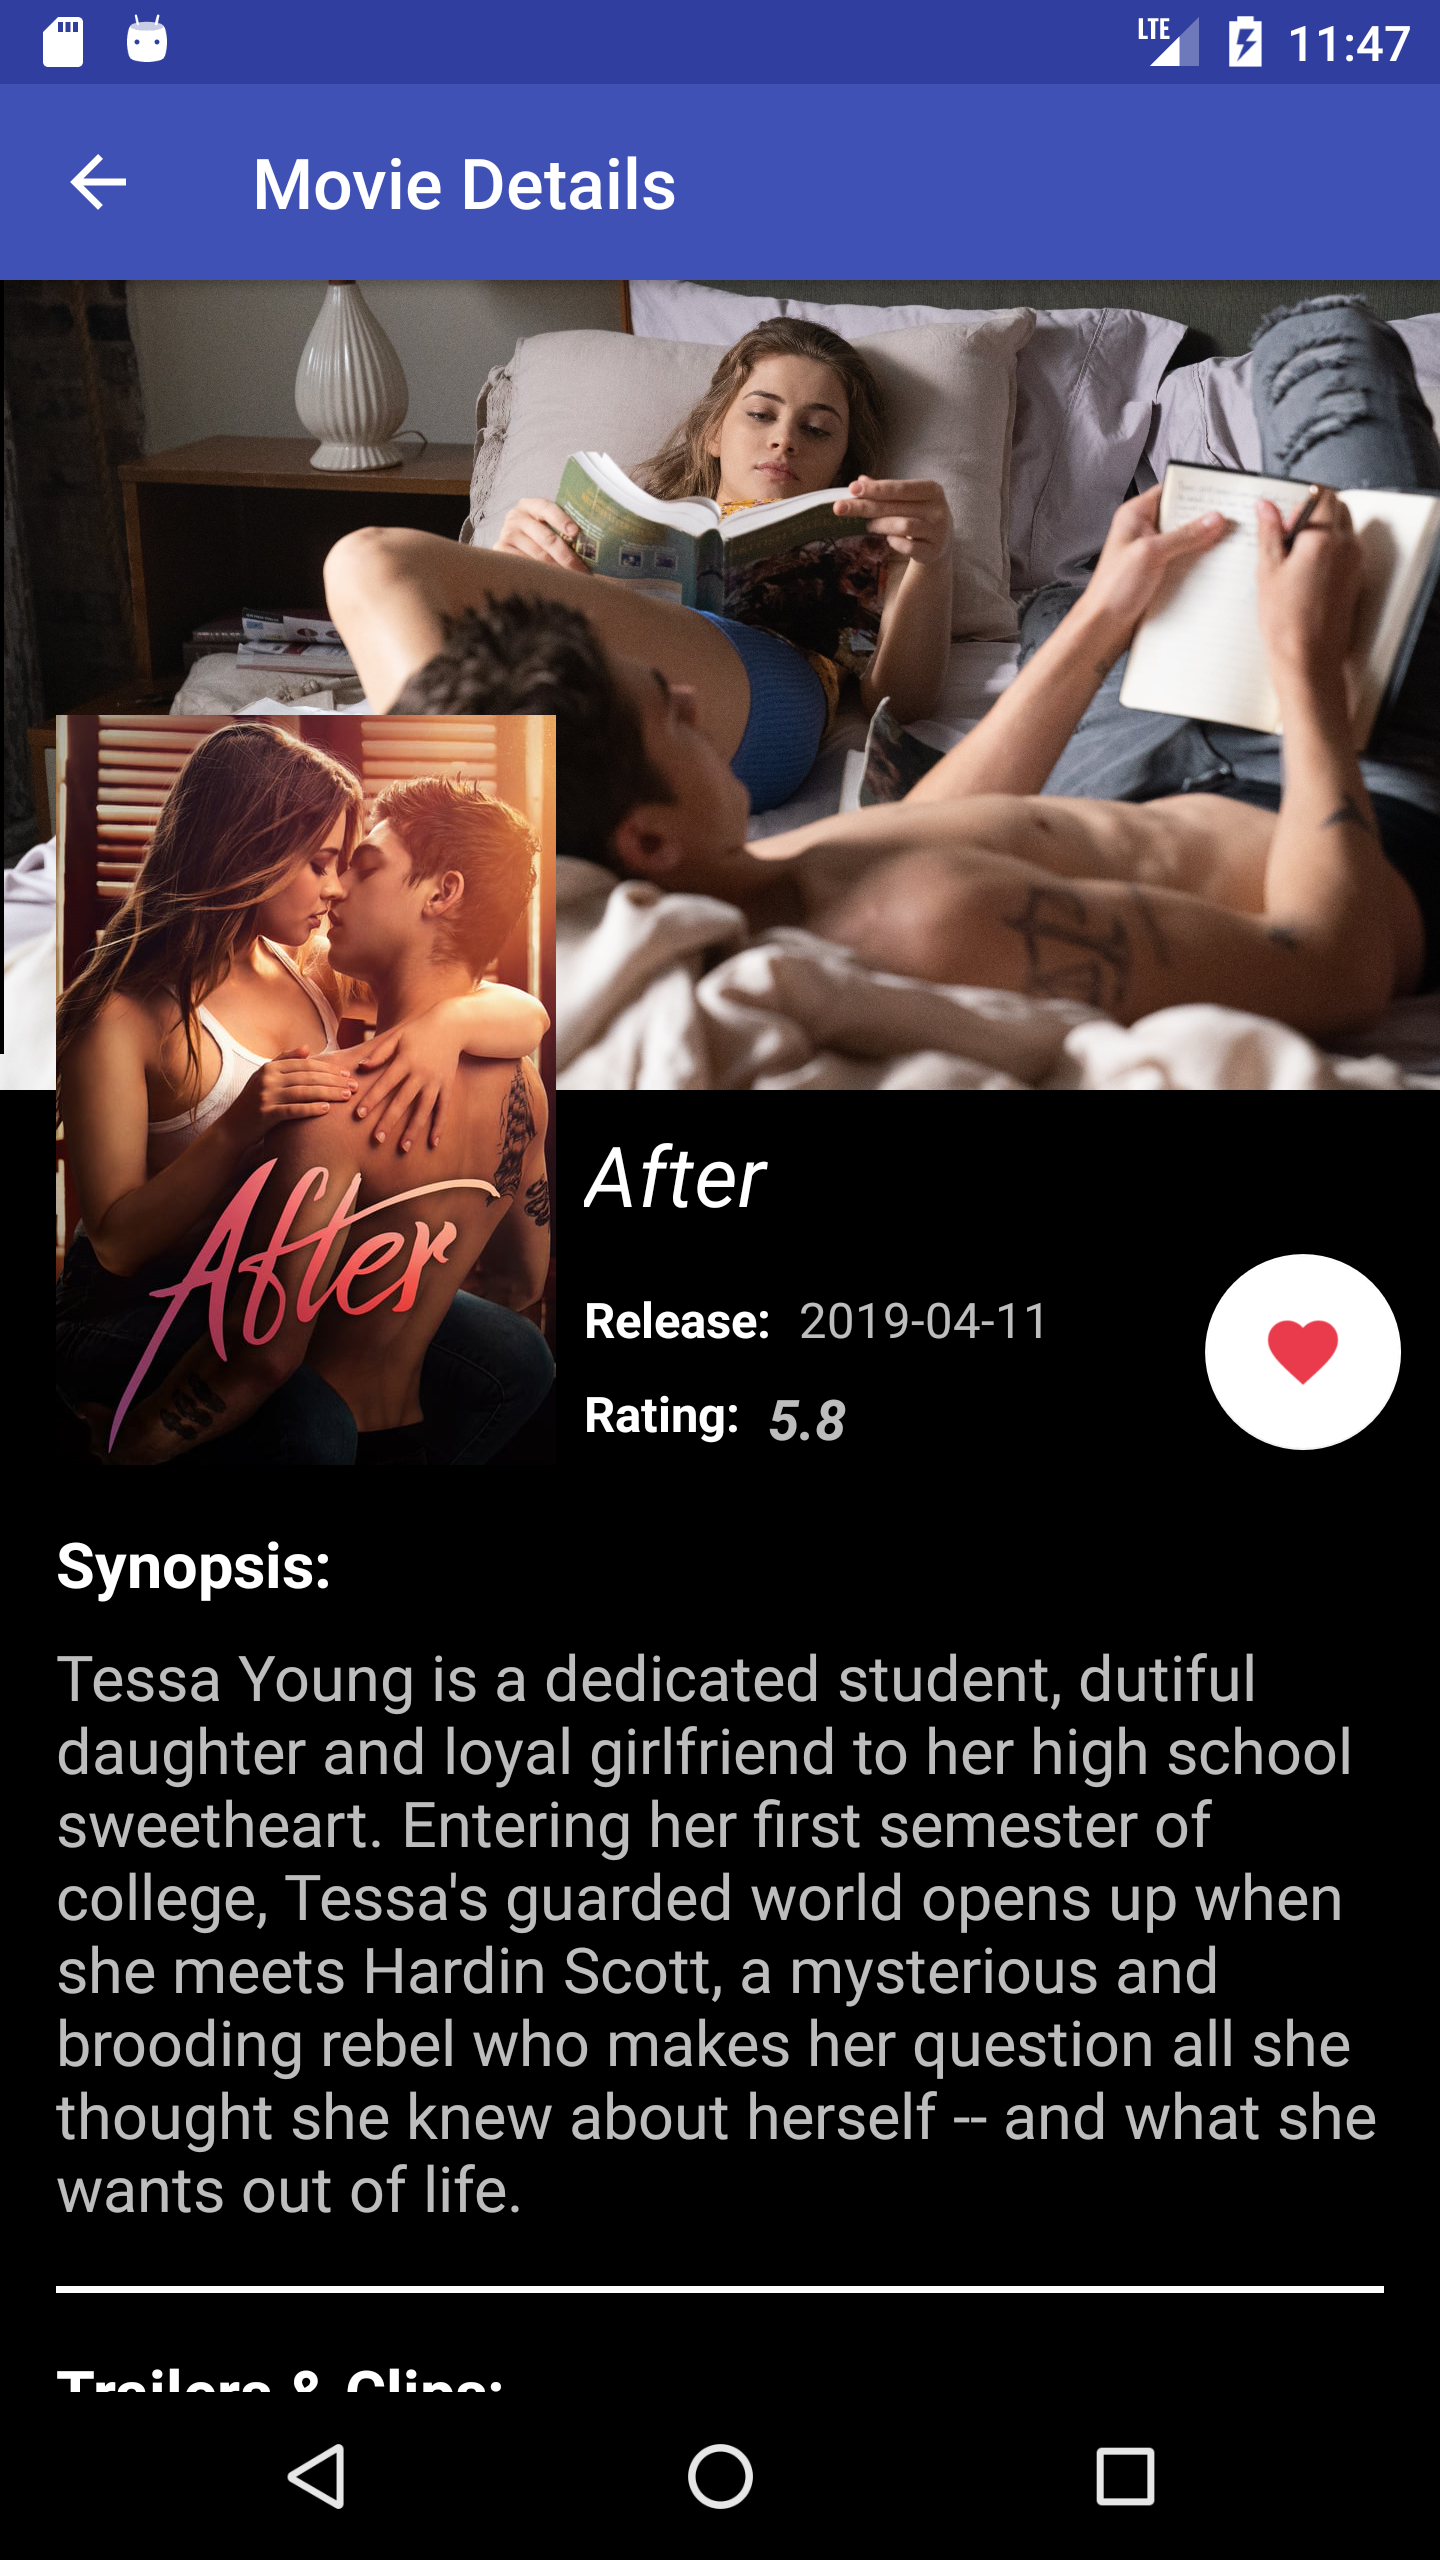 LTE 11:47
Movie Details
After
After
Release: 2019-04-11
Rating: 5.8
Synopsis:
Tessa Young is a dedicated student, dutiful
daughter and loyal girlfriend to her high school
sweetheart. Entering her first semester of
college, Tessa's guarded world opens up when
she meets Hardin Scott, a mysterious and
brooding rebel who makes her question all she
thought she knew about herself -- and what she
wants out of life.
Trailers & Clips: